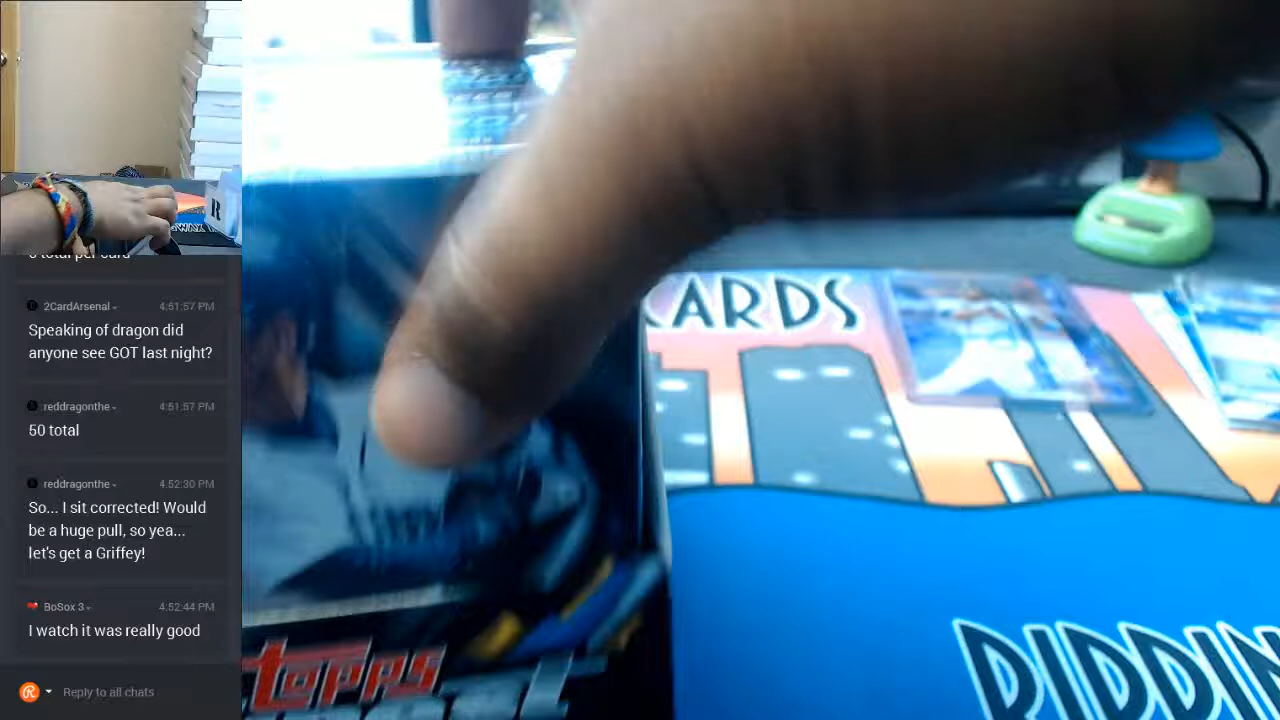 R
2CardArsenal 4:51:57 PM
Speaking of dragon did
anyone see GOT last night?
reddragonthe 4:51:57 PM
50 total
reddragonthe 4:52:30 PM
So... I sit corrected! Would
be a huge pull, so yea...
let's get a Griffey!
BoSox 3 4:52:44 PM
I watch it was really good
Reply to all chats
CARDS
topps